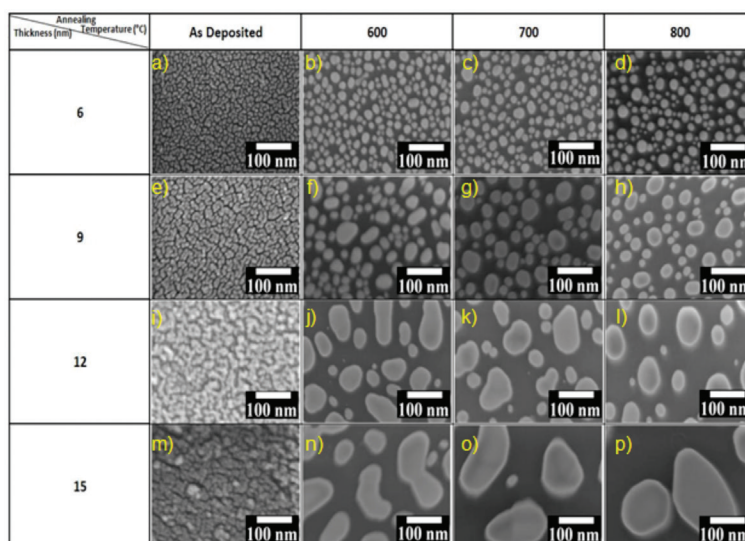 Annealing
Thickness (nm) Temperature (°C)
As Deposited 600 700 800
6
a) b) c) d)
100 nm 100 nm 100 nm 100 nm
9
e) f) g) h)
100 nm 100 nm 100 nm 100 nm
12
i) j) k) l)
100 nm 100 nm 100 nm 100 nm
15
m) n) o) p)
100 nm 100 nm 100 nm 100 nm